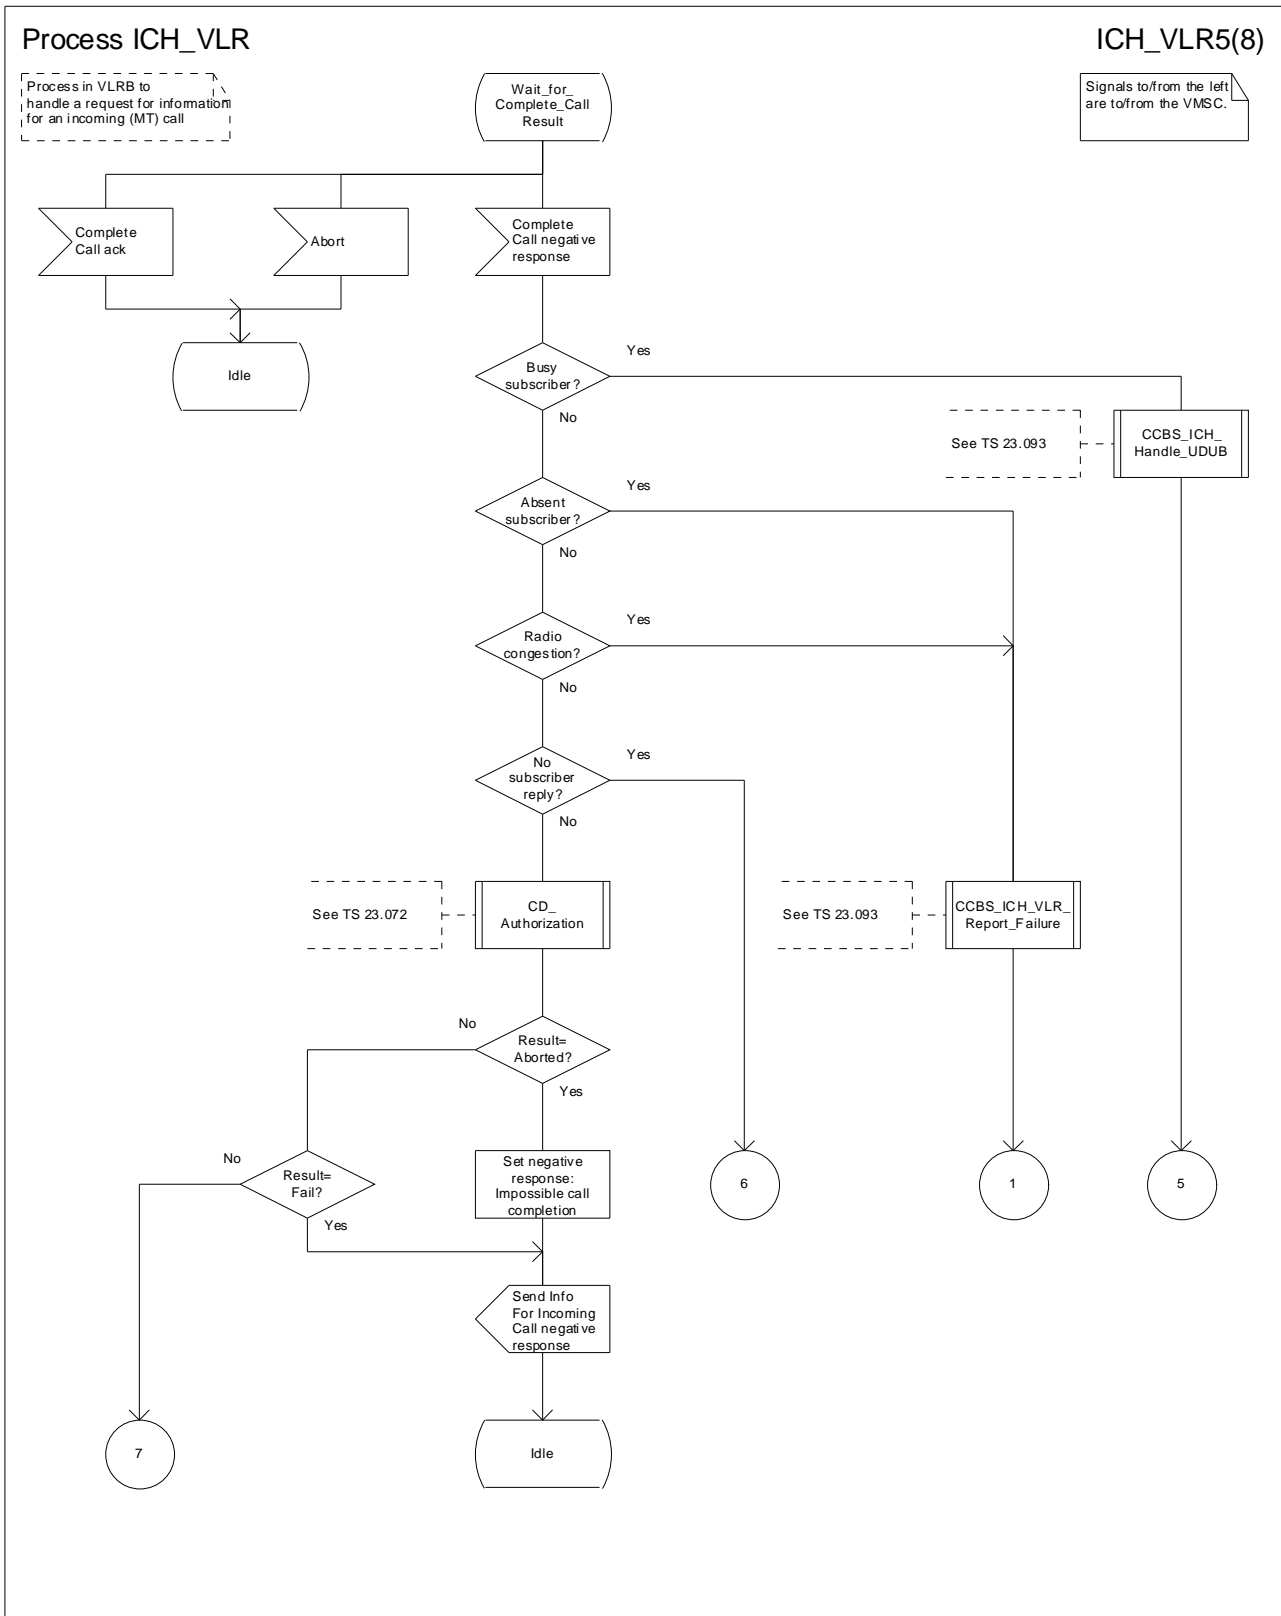 Process ICH_VLR
ICH_VLR5(8)
Process in VLRB to
handle a request for information
for an incoming (MT) call
Wait_for_
Complete_Call
Result
Signals to/from the left
are to/from the VMSC.
Complete
Call ack
Abort
Complete
Call negative
response
Idle
Busy
subscriber?
Yes
No
See TS 23.093
CCBS_ICH_
Handle_UDUB
Absent
subscriber?
Yes
No
Radio
congestion?
Yes
No
No
subscriber
reply?
Yes
No
See TS 23.072
CD_
Authorization
See TS 23.093
CCBS_ICH_VLR_
Report_Failure
No
Result=
Aborted?
Yes
No
Result=
Fail?
Yes
Set negative
response:
Impossible call
completion
6
1
5
Send Info
For Incoming
Call negative
response
7
Idle